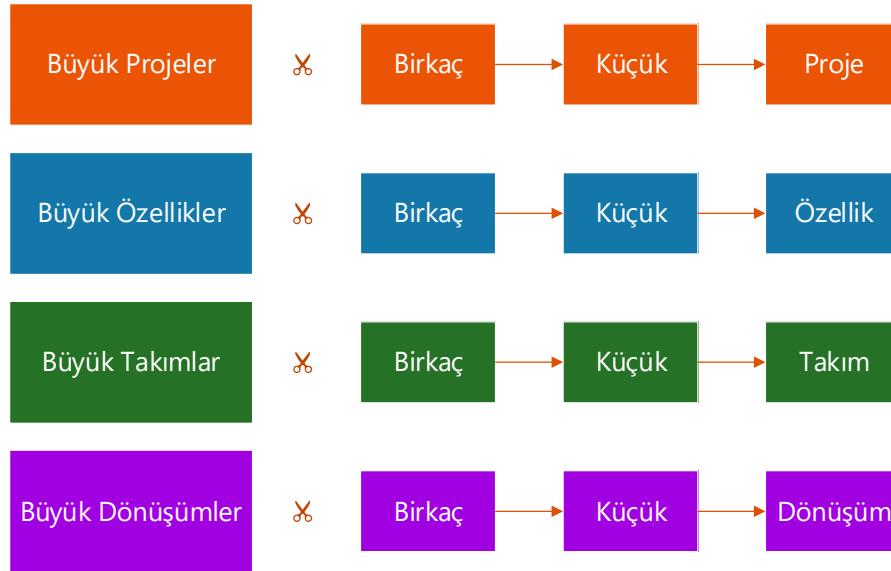 Büyük Projeler
Birkaç
Küçük
Proje
Büyük Özellikler
Birkaç
Küçük
Özellik
Büyük Takımlar
Birkaç
Küçük
Takım
Büyük Dönüşümler
Birkaç
Küçük
Dönüşüm